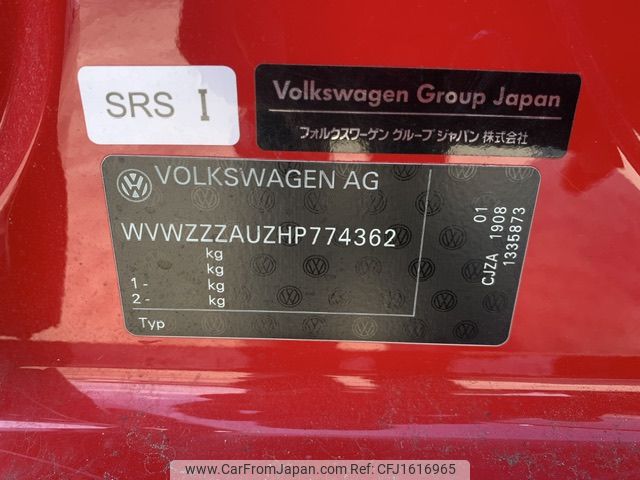 SRS I
Volkswagen Group Japan
フォルクスワーゲン グループ ジャパン 株式会社
VOLKSWAGEN AG
WVWZZZAUZHP774362
kg
kg
1 - kg
2 - kg
Typ
01
CJZA 1908
1335873
www.CarFromJapan.com | CFJ1616965